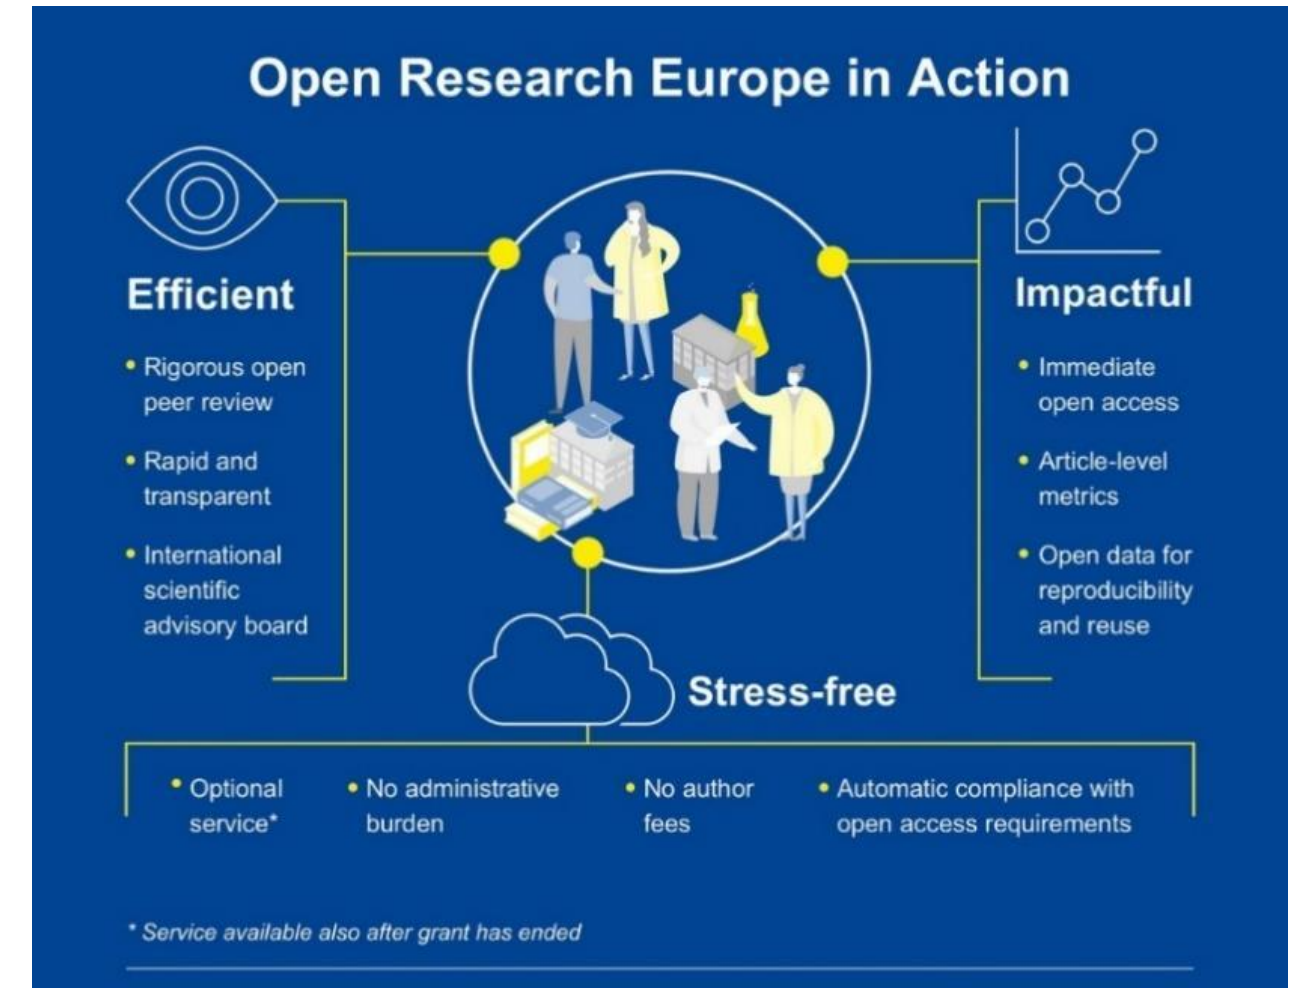 Open Research Europe in Action
Efficient
• Rigorous open
peer review
• Rapid and
transparent
• International
scientific
advisory board
Impactful
• Immediate
open access
• Article-level
metrics
• Open data for
reproducibility
and reuse
Stress-free
• Optional
service*
• No administrative
burden
• No author
fees
• Automatic compliance with
open access requirements
* Service available also after grant has ended